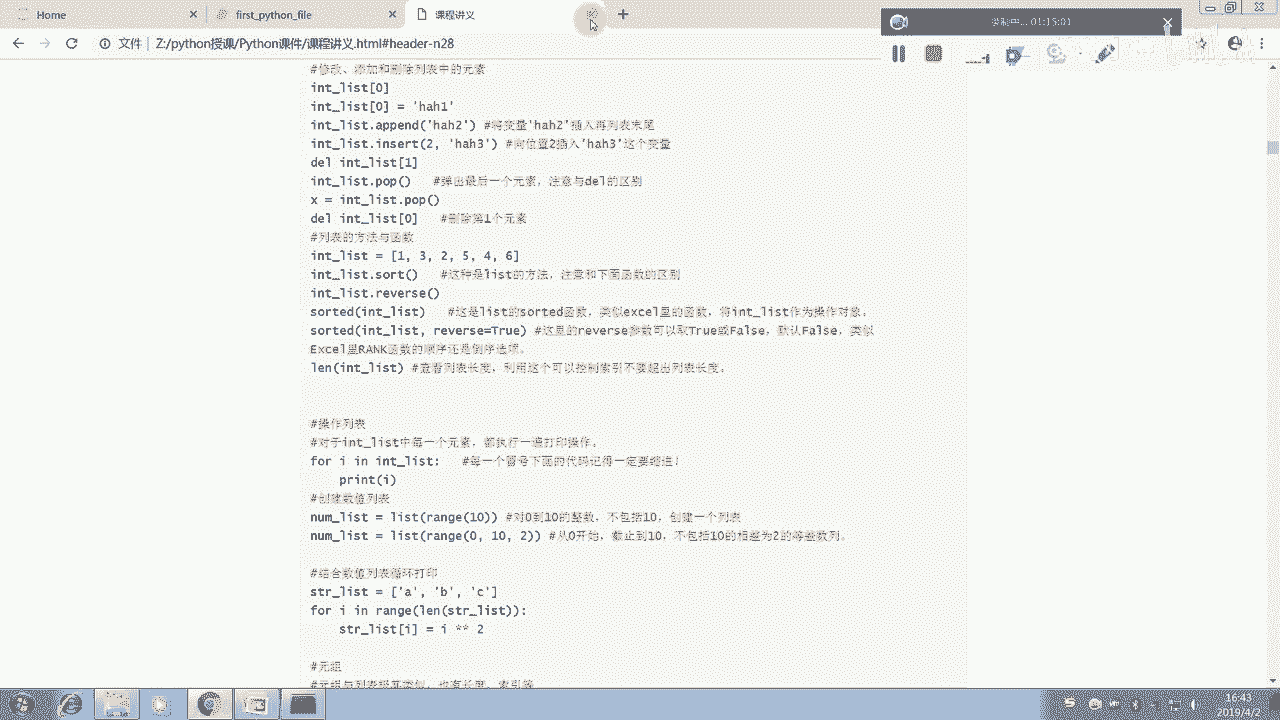 Home
first_python_file
课程讲义
录制中... 01:15:01
文件
Z:/python授课/Python课件/课程讲义.html#header-n28
#修改、添加和删除列表中的元素
int_list[0]
int_list[0] = 'hah1'
int_list.append('hah2') #将变量'hah2'插入再列表末尾
int_list.insert(2, 'hah3') #向位置2插入'hah3'这个变量
del int_list[1]
int_list.pop() #弹出最后一个元素，注意与del的区别
x = int_list.pop()
del int_list[0] #删除第1个元素
#列表的方法与函数
int_list = [1, 3, 2, 5, 4, 6]
int_list.sort() #这种是list的方法，注意和下面函数的区别
int_list.reverse()
sorted(int_list) #这是list的sorted函数，类似excel里的函数，将int_list作为操作对象。
sorted(int_list, reverse=True) #这里的reverse参数可以取True或False，默认False，类似
Excel里RANK函数的顺序还是倒序选项。
len(int_list) #查看列表长度，利用这个可以控制索引不要超出列表长度。
#操作列表
#对于int_list中每一个元素，都执行一遍打印操作。
for i in int_list: #每一个冒号下面的代码记得一定要缩进！
print(i)
#创建数值列表
num_list = list(range(10)) #对0到10的整数，不包括10，创建一个列表
num_list = list(range(0, 10, 2)) #从0开始，截止到10，不包括10的相差为2的等差数列。
#结合数值列表循环打印
str_list = ['a', 'b', 'c']
for i in range(len(str_list)):
str_list[i] = i ** 2
#元组
#元组与列表极其类似，也有长度、索引等
16:43